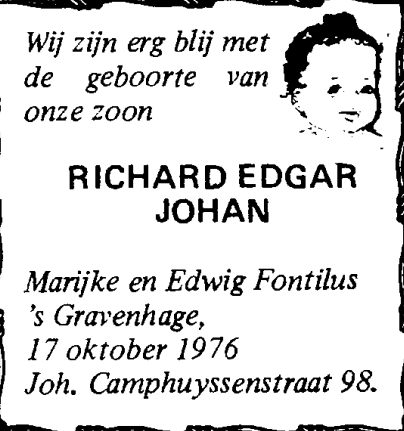 Wij zijn erg blij met
de geboorte van
onze zoon
RICHARD EDGAR
JOHAN
Marijke en Edwig Fontilus
's Gravenhage,
17 oktober 1976
Joh. Camphuyssenstraat 98.